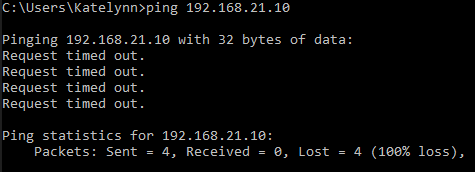 C:\Users\Katelynn>ping 192.168.21.10
Pinging 192.168.21.10 with 32 bytes of data:
Request timed out.
Request timed out.
Request timed out.
Request timed out.
Ping statistics for 192.168.21.10:
    Packets: Sent = 4, Received = 0, Lost = 4 (100% loss),